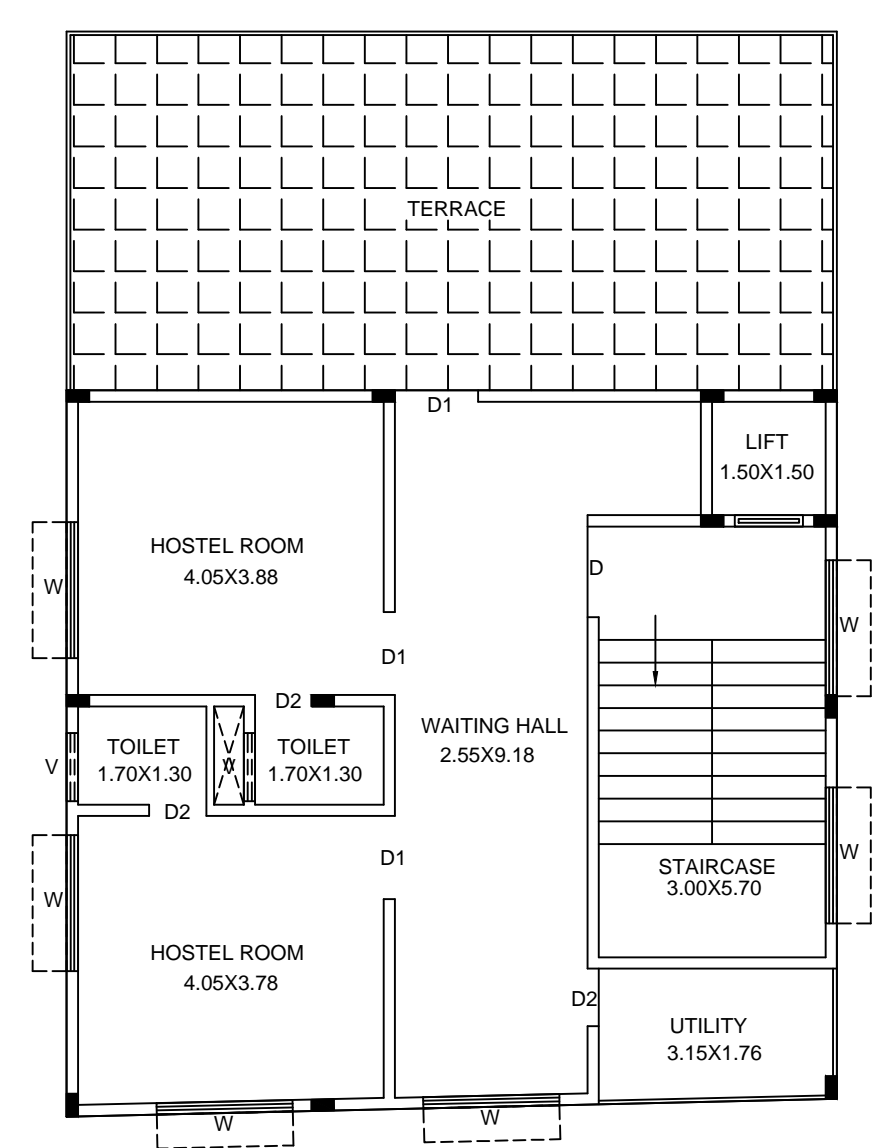 TERRACE
D1
LIFT
1.50X1.50
HOSTEL ROOM
4.05X3.88
D
W
W
D1
D2
TOILET
1.70X1.30
V
V
TOILET
1.70X1.30
WAITING HALL
2.55X9.18
D2
D1
W
STAIRCASE
3.00X5.70
W
HOSTEL ROOM
4.05X3.78
D2
UTILITY
3.15X1.76
W
W